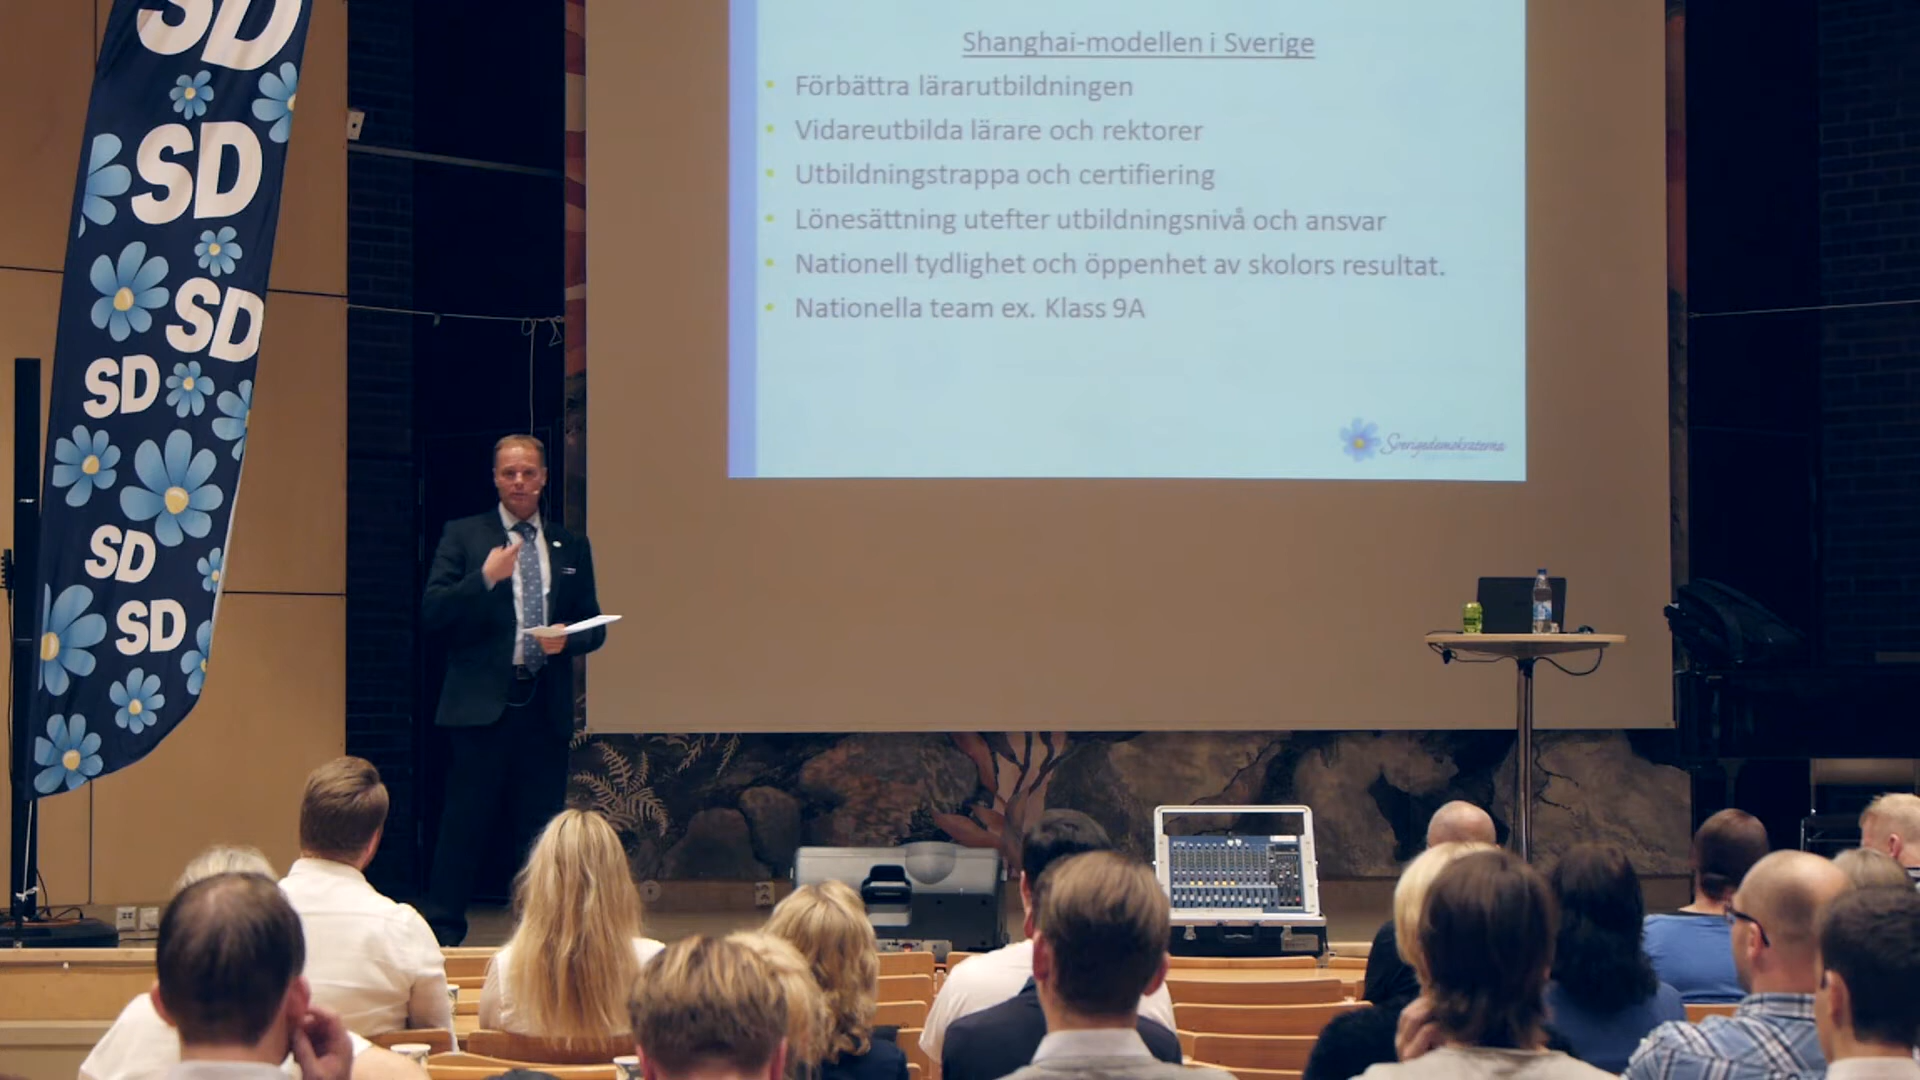 SD
SD
SD
SD
SD
SD
Shanghai-modellen i Sverige
Förbättra lärarutbildningen
Vidareutbilda lärare och rektorer
Utbildningstrappa och certifiering
Lönesättning utefter utbildningsnivå och ansvar
Nationell tydlighet och öppenhet av skolors resultat.
Nationella team ex. Klass 9A
Sverigedemokraterna